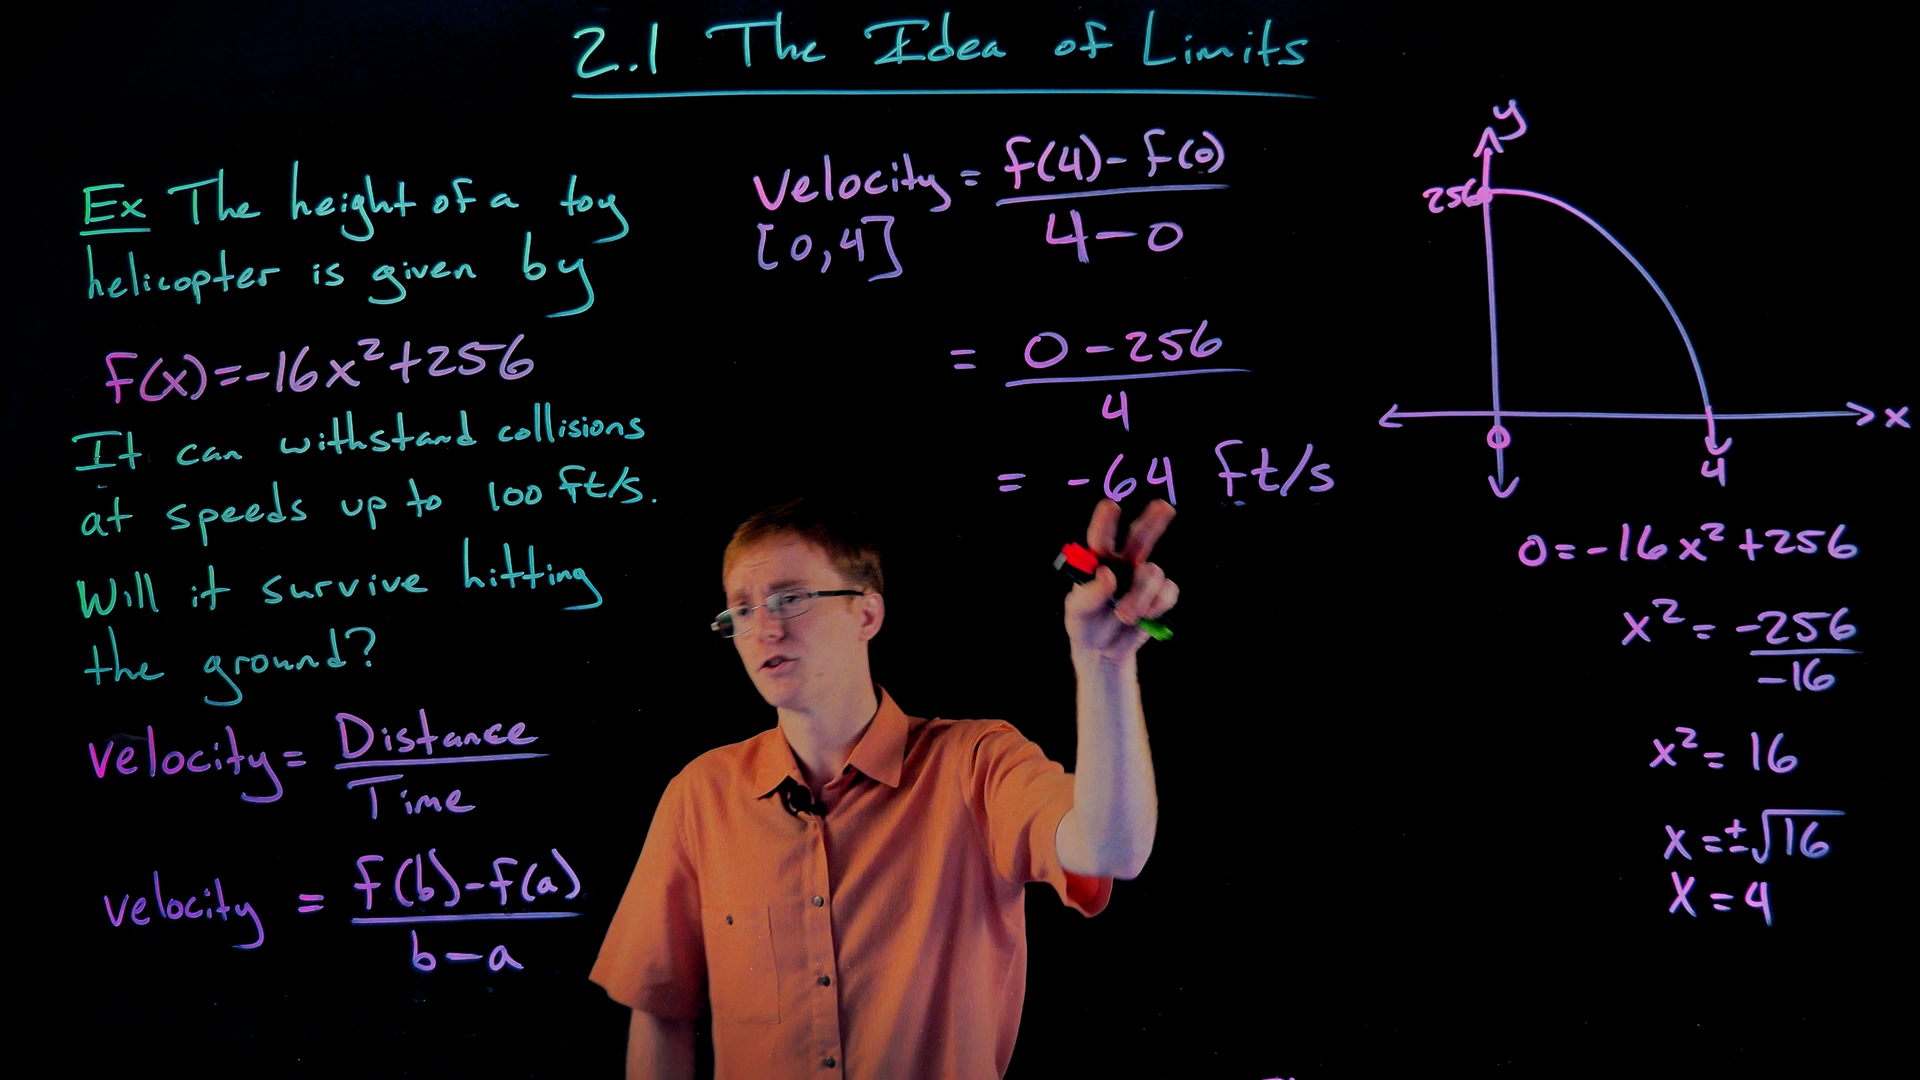 2.1 The Idea of Limits
Ex The height of a toy
helicopter is given by
f(x)=-16x²+256
It can withstand collisions
at speeds up to 100 ft/s.
Will it survive hitting
the ground?
velocity = Distance / Time
velocity = f(b)-f(a) / b-a
velocity = f(4)-f(0) / 4-0
[0,4]
= 0-256 / 4
= -64 ft/s
y
256
x
0
4
0=-16x²+256
x²= -256 / -16
x²= 16
x=±√16
x=4